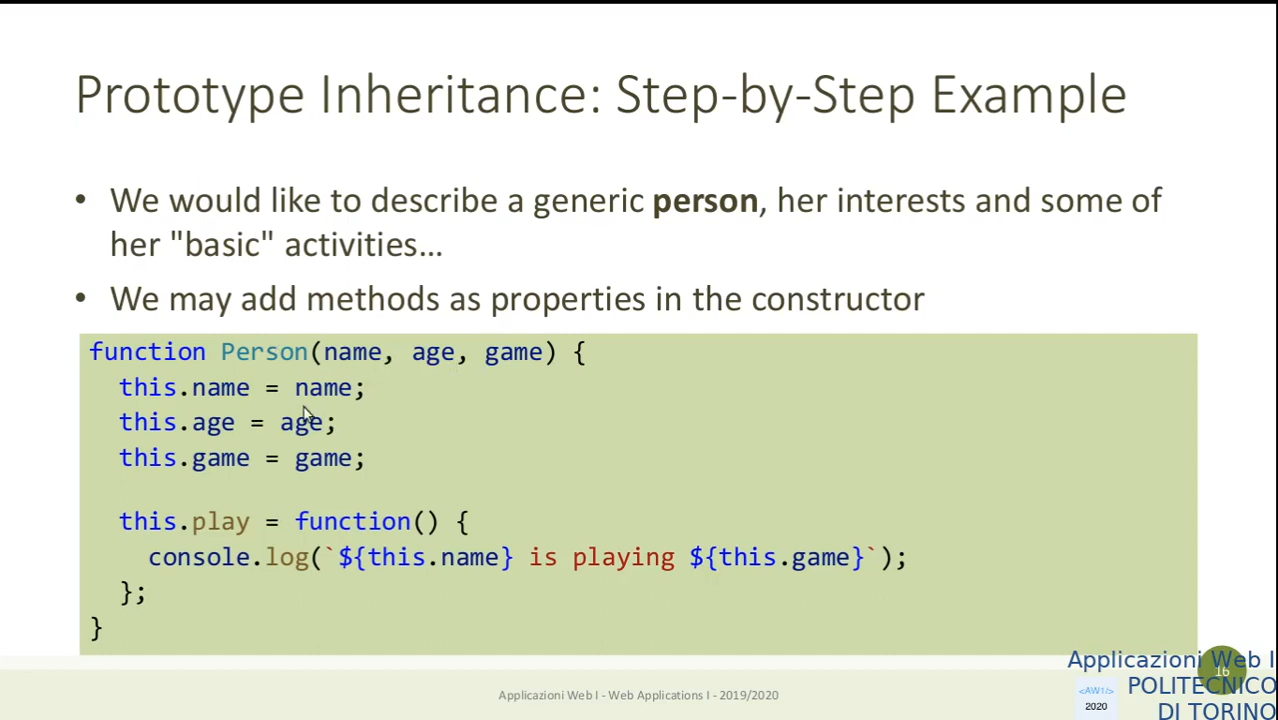 Prototype Inheritance: Step-by-Step Example
• We would like to describe a generic person, her interests and some of
her "basic" activities…
• We may add methods as properties in the constructor
function Person(name, age, game) {
  this.name = name;
  this.age = age;
  this.game = game;
  this.play = function() {
    console.log(`${this.name} is playing ${this.game}`);
  };
}
Applicazioni Web I - Web Applications I - 2019/2020
16
Applicazioni Web I
POLITECNICO
DI TORINO
<AW1/>
2020